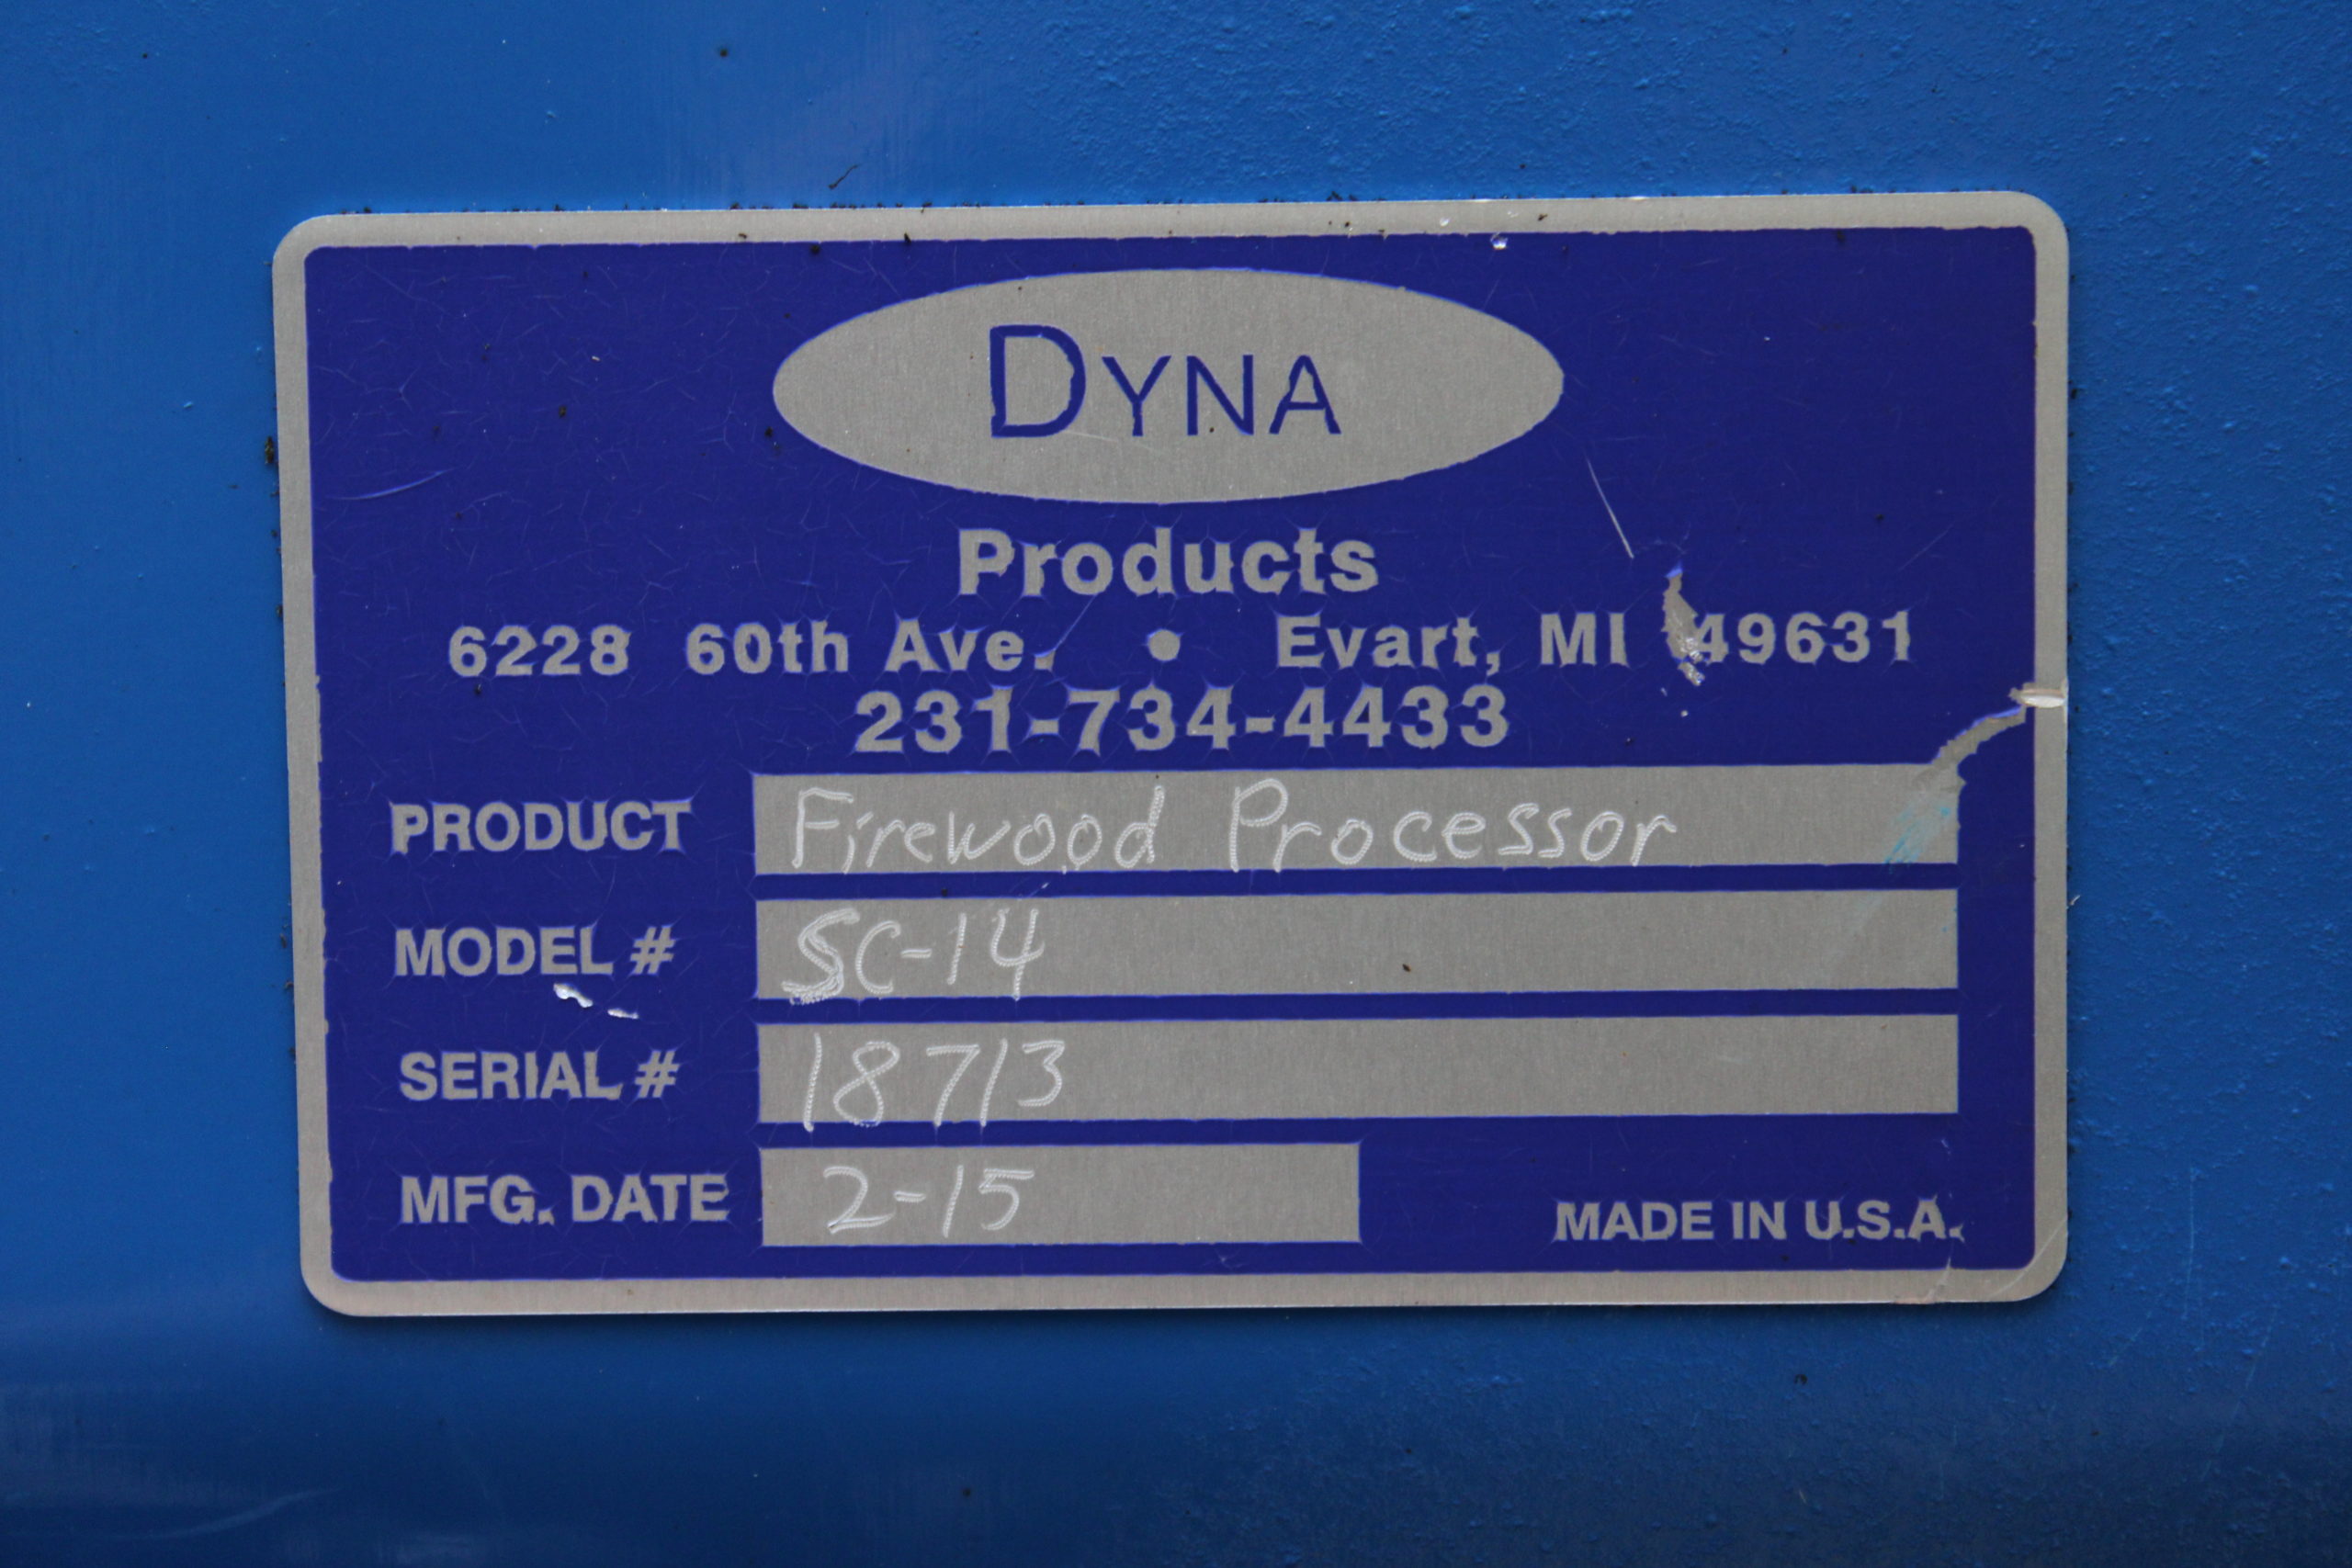 DYNA
Products
6228 60th Ave. • Evart, MI 49631
231-734-4433
PRODUCT Firewood Processor
MODEL # SC-14
SERIAL # 18713
MFG. DATE 2-15 MADE IN U.S.A.